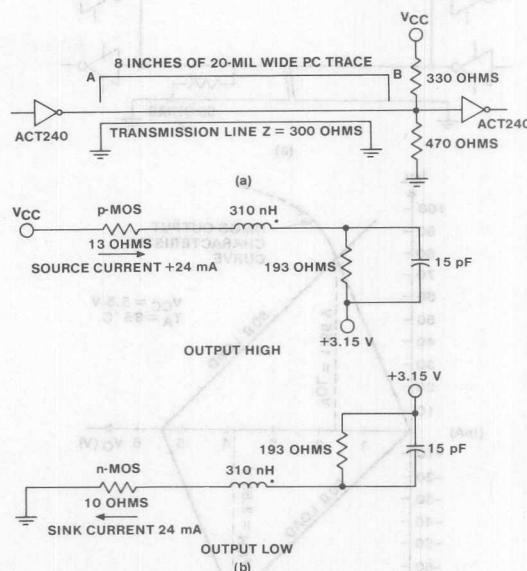 VCC
8 INCHES OF 20-MIL WIDE PC TRACE
A
B
330 OHMS
ACT240
ACT240
TRANSMISSION LINE Z = 300 OHMS
470 OHMS
(a)
VCC
p-MOS
310 nH
13 OHMS
193 OHMS
15 pF
SOURCE CURRENT +24 mA
+3.15 V
OUTPUT HIGH
+3.15 V
193 OHMS
15 pF
n-MOS
310 nH
10 OHMS
SINK CURRENT 24 mA
OUTPUT LOW
(b)